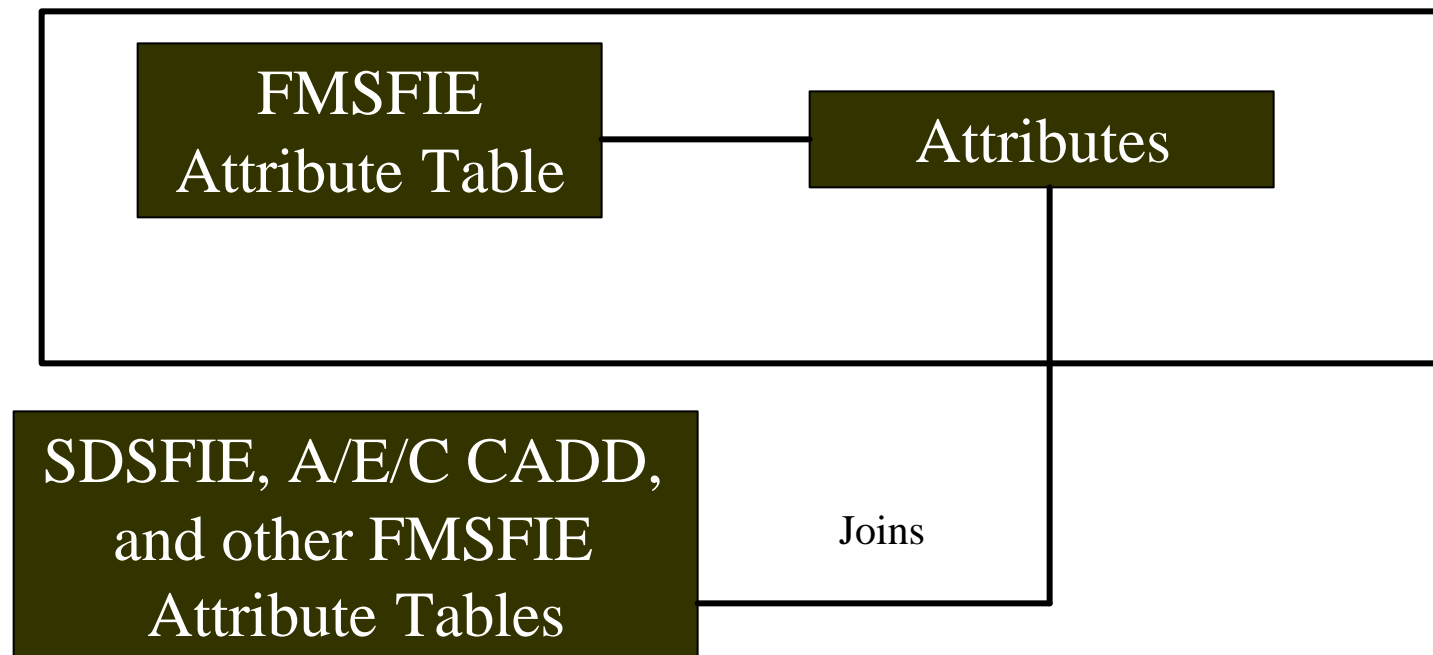 FMSFIE
Attribute Table
Attributes
SDSFIE, A/E/C CADD,
and other FMSFIE
Attribute Tables
Joins